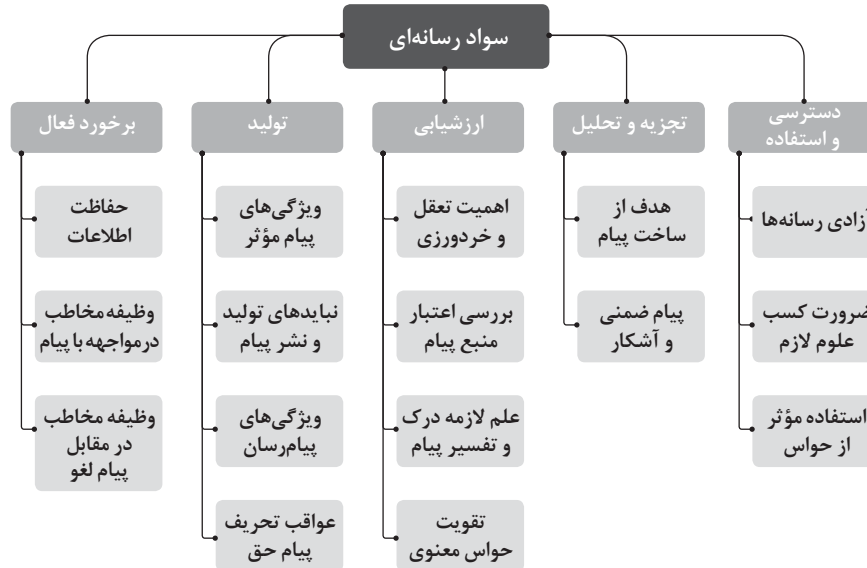 سواد رسانه‌ای
دسترسی
و استفاده
آزادی رسانه‌ها
ضرورت کسب
علوم لازم
استفاده مؤثر
از حواس
تجزیه و تحلیل
هدف از
ساخت پیام
پیام ضمنی
و آشکار
ارزشیابی
اهمیت تعقل
و خردورزی
بررسی اعتبار
منبع پیام
علم لازمه درک
و تفسیر پیام
تقویت
حواس معنوی
تولید
ویژگی‌های
پیام مؤثر
نبایدهای تولید
و نشر پیام
ویژگی‌های
پیام‌رسان
عواقب تحریف
پیام حق
برخورد فعال
حفاظت
اطلاعات
وظیفه مخاطب
درمواجهه با پیام
وظیفه مخاطب
در مقابل
پیام لغو